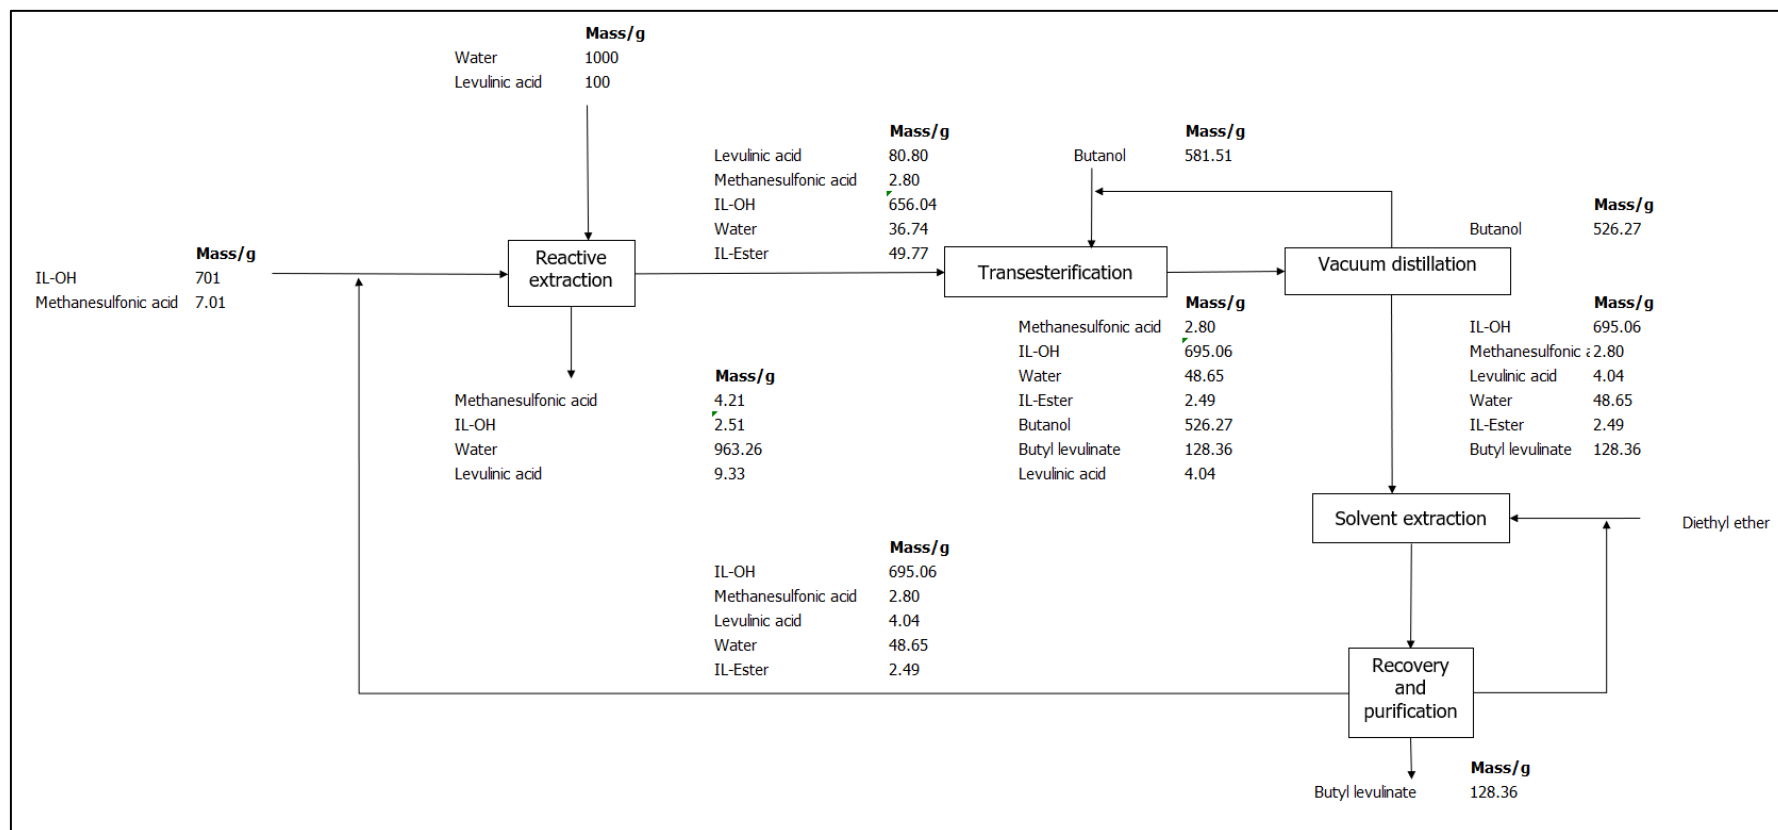 Mass/g
Water 1000
Levulinic acid 100
Mass/g
Levulinic acid 80.80
Methanesulfonic acid 2.80
IL-OH 656.04
Water 36.74
IL-Ester 49.77
Mass/g
Butanol 581.51
Mass/g
Butanol 526.27
Mass/g
IL-OH 701
Methanesulfonic acid 7.01
Reactive
extraction
Transesterification
Vacuum distillation
Mass/g
Methanesulfonic acid 2.80
IL-OH 695.06
Water 48.65
IL-Ester 2.49
Butanol 526.27
Butyl levulinate 128.36
Levulinic acid 4.04
Mass/g
IL-OH 695.06
Methanesulfonic a 2.80
Levulinic acid 4.04
Water 48.65
IL-Ester 2.49
Butyl levulinate 128.36
Mass/g
Methanesulfonic acid 4.21
IL-OH 2.51
Water 963.26
Levulinic acid 9.33
Solvent extraction
Diethyl ether
Mass/g
IL-OH 695.06
Methanesulfonic acid 2.80
Levulinic acid 4.04
Water 48.65
IL-Ester 2.49
Recovery
and
purification
Mass/g
Butyl levulinate 128.36